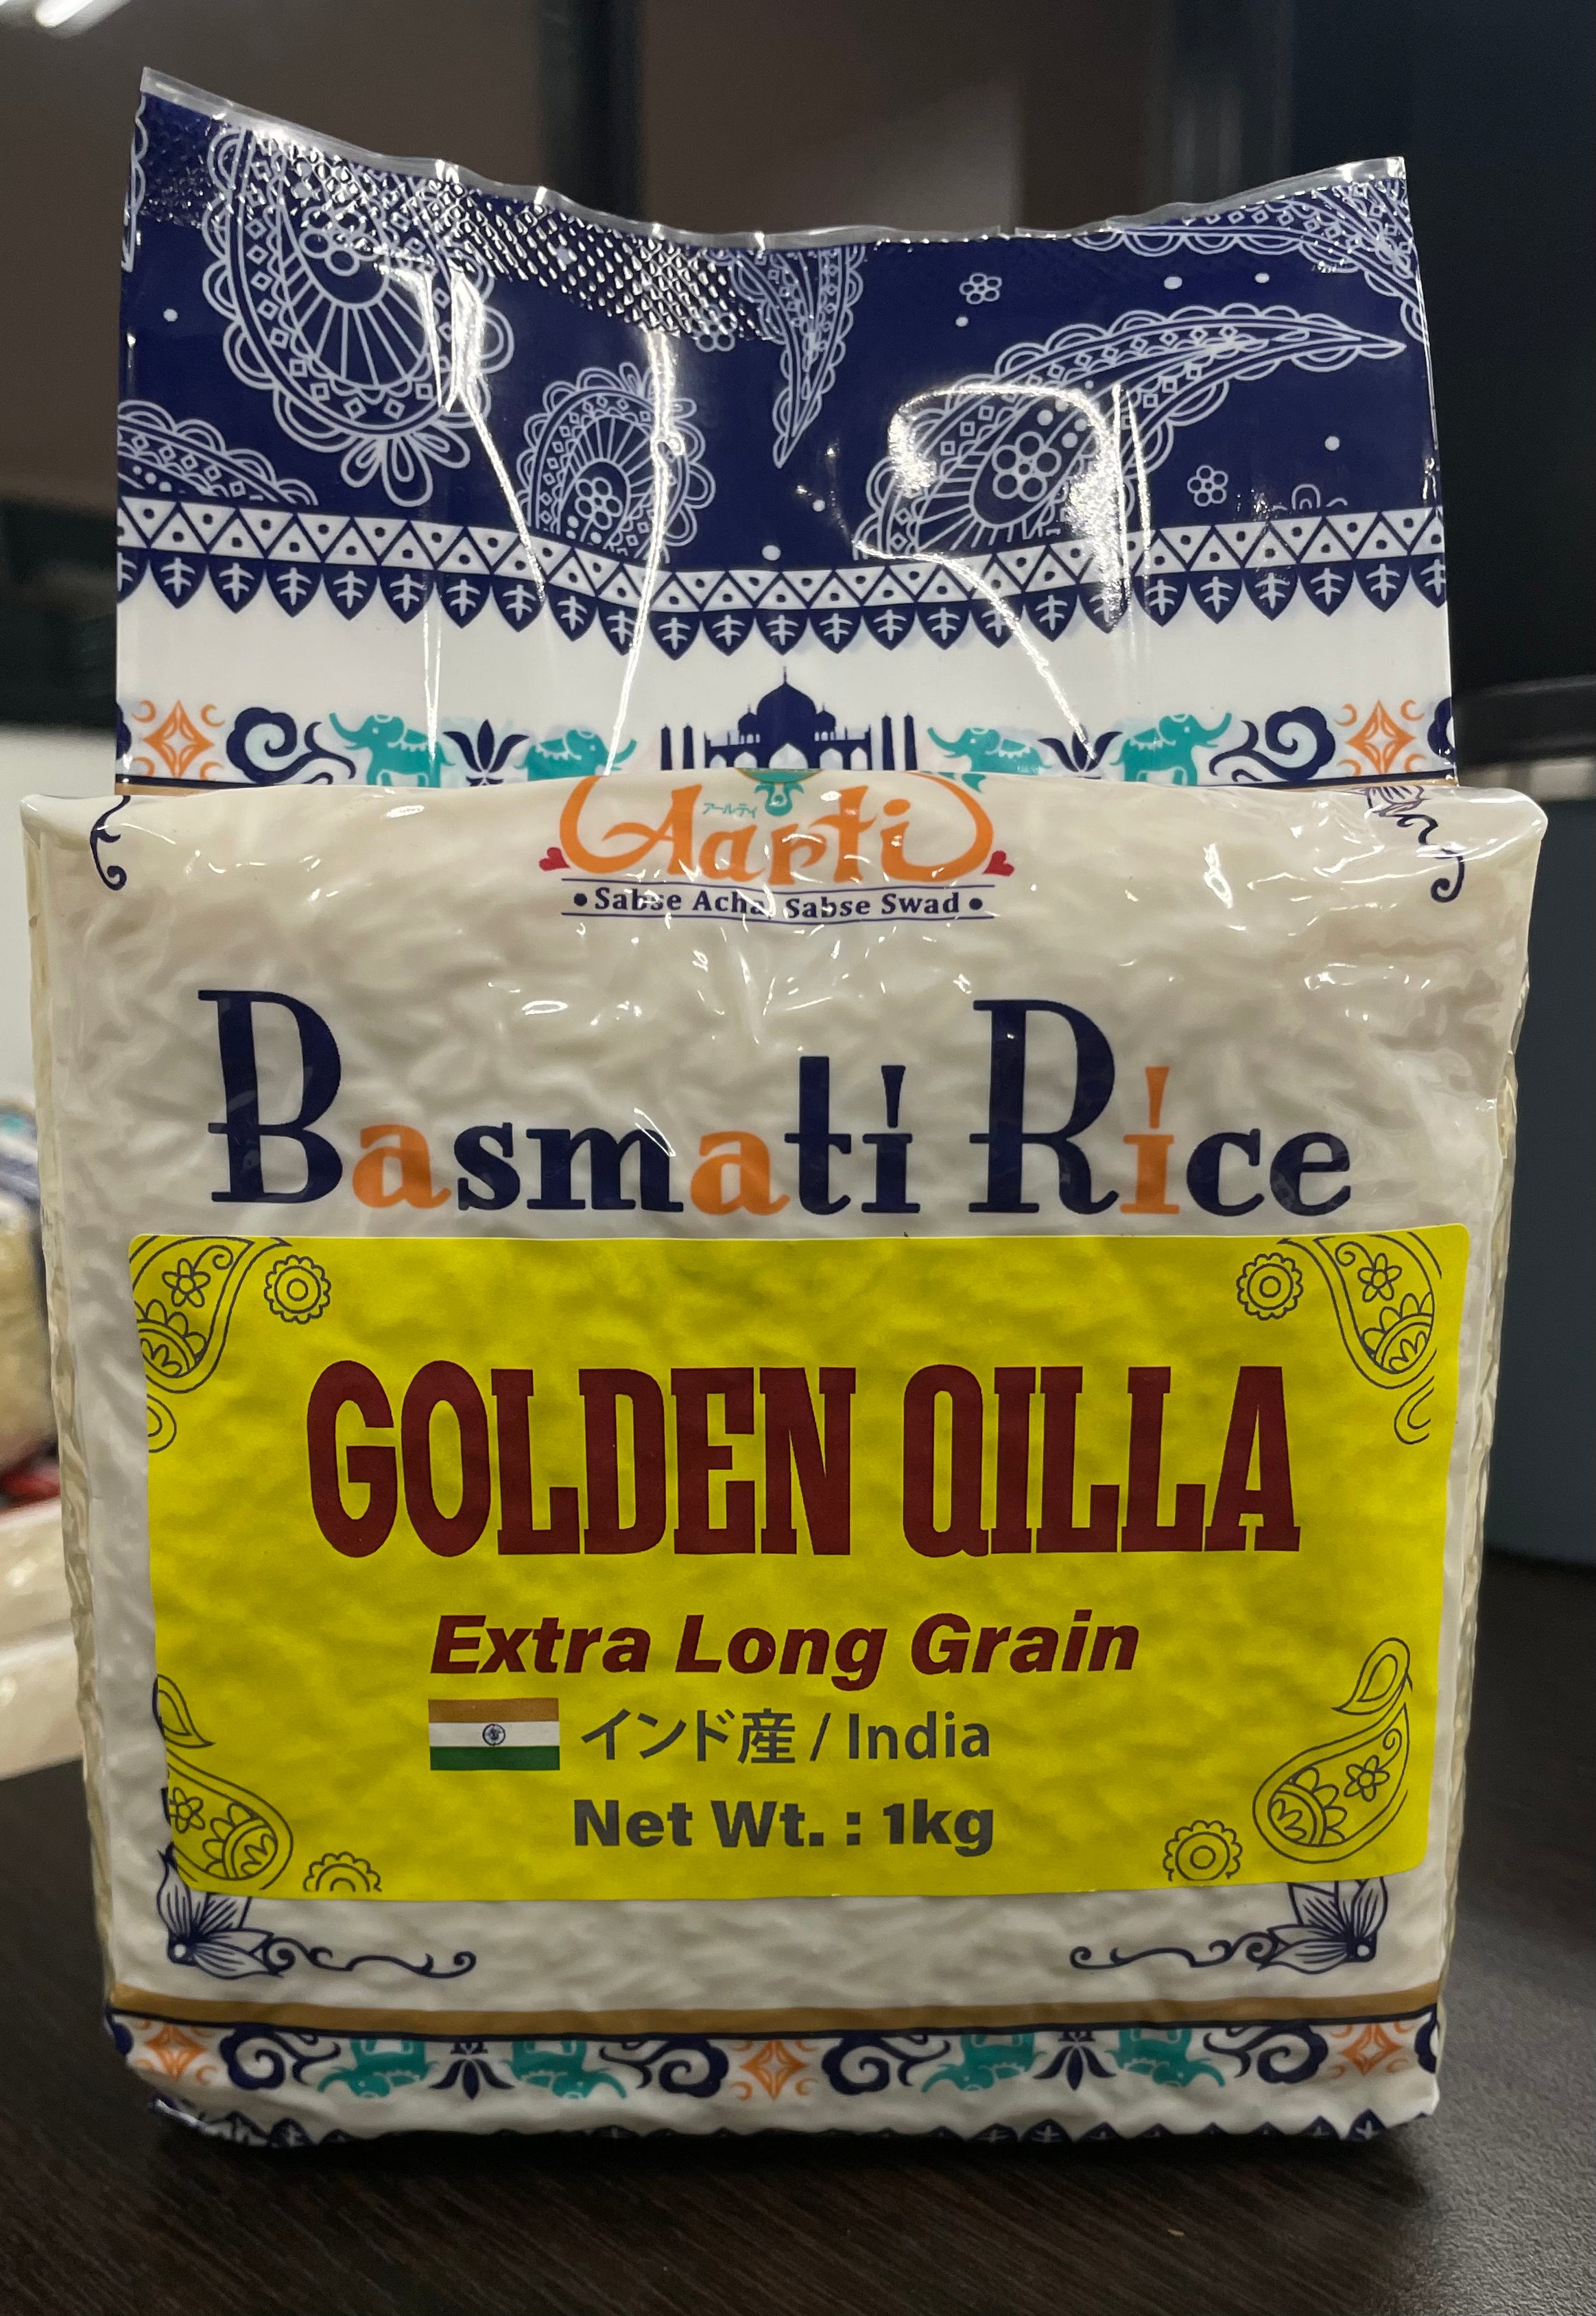 アールティ
Aarti
• Sabse Acha, Sabse Swad •
Basmati Rice
GOLDEN QILLA
Extra Long Grain
インド産 / India
Net Wt. : 1kg